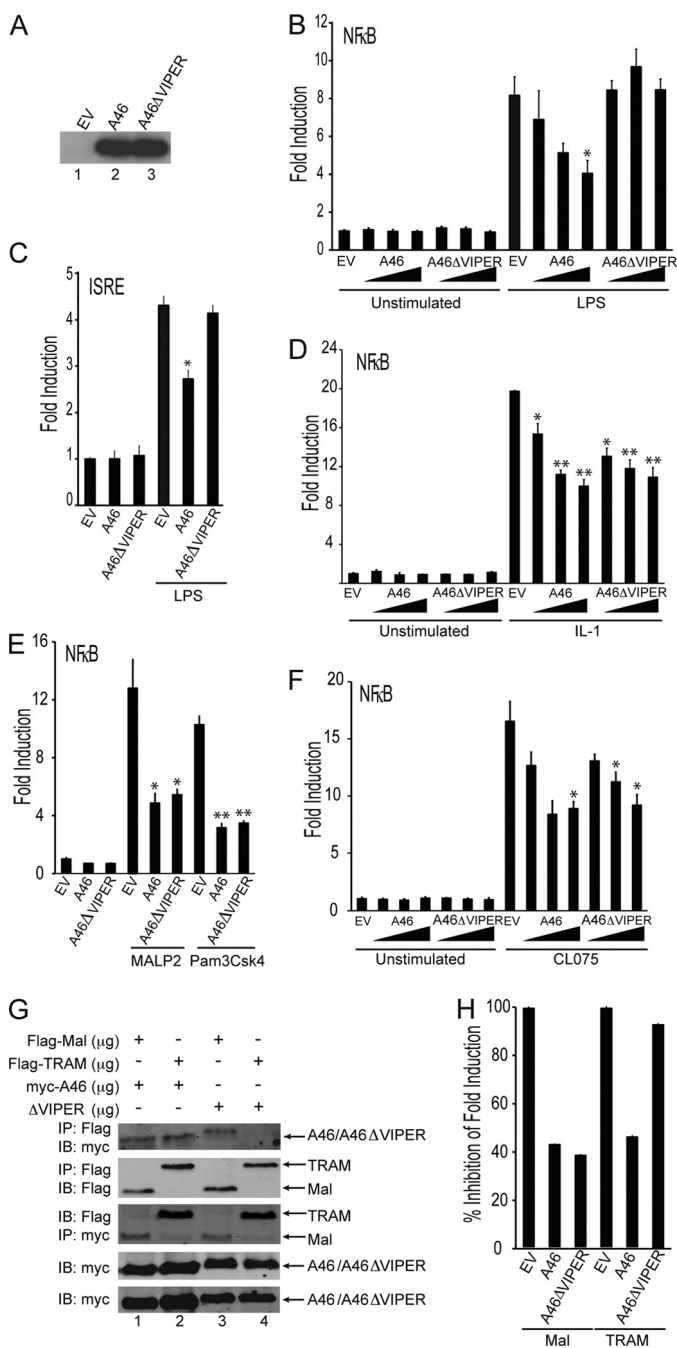 A
EV
A46
A46ΔVIPER
1 2 3
B
NFκB
Fold Induction
12
10
8
6
4
2
0
*
EV A46 A46ΔVIPER EV A46 A46ΔVIPER
Unstimulated LPS
C
ISRE
Fold Induction
5
4
3
2
1
0
*
EV
A46
A46ΔVIPER
EV
A46
A46ΔVIPER
LPS
D
NFκB
Fold Induction
24
20
16
12
8
4
* ** ** * ** **
EV A46 A46ΔVIPER EV A46 A46ΔVIPER
Unstimulated IL-1
E
NFκB
Fold Induction
16
12
8
4
0
* * ** **
EV
A46
A46ΔVIPER
EV
A46
A46ΔVIPER
EV
A46
A46ΔVIPER
MALP2 Pam3Csk4
F
NFκB
Fold Induction
20
15
10
5
0
* * *
EV A46 A46ΔVIPER EV A46 A46ΔVIPER
Unstimulated CL075
G
Flag-Mal (µg) + - + -
Flag-TRAM (µg) - + - +
myc-A46 (µg) + + - -
ΔVIPER (µg) - - + +
IP: Flag
IB: myc
A46/A46ΔVIPER
IP: Flag
IB: Flag
TRAM
Mal
IB: Flag
IP: myc
TRAM
Mal
IB: myc
A46/A46ΔVIPER
IB: myc
A46/A46ΔVIPER
1 2 3 4
H
% Inhibition of Fold Induction
100
80
60
40
20
0
EV
A46
A46ΔVIPER
EV
A46
A46ΔVIPER
Mal TRAM